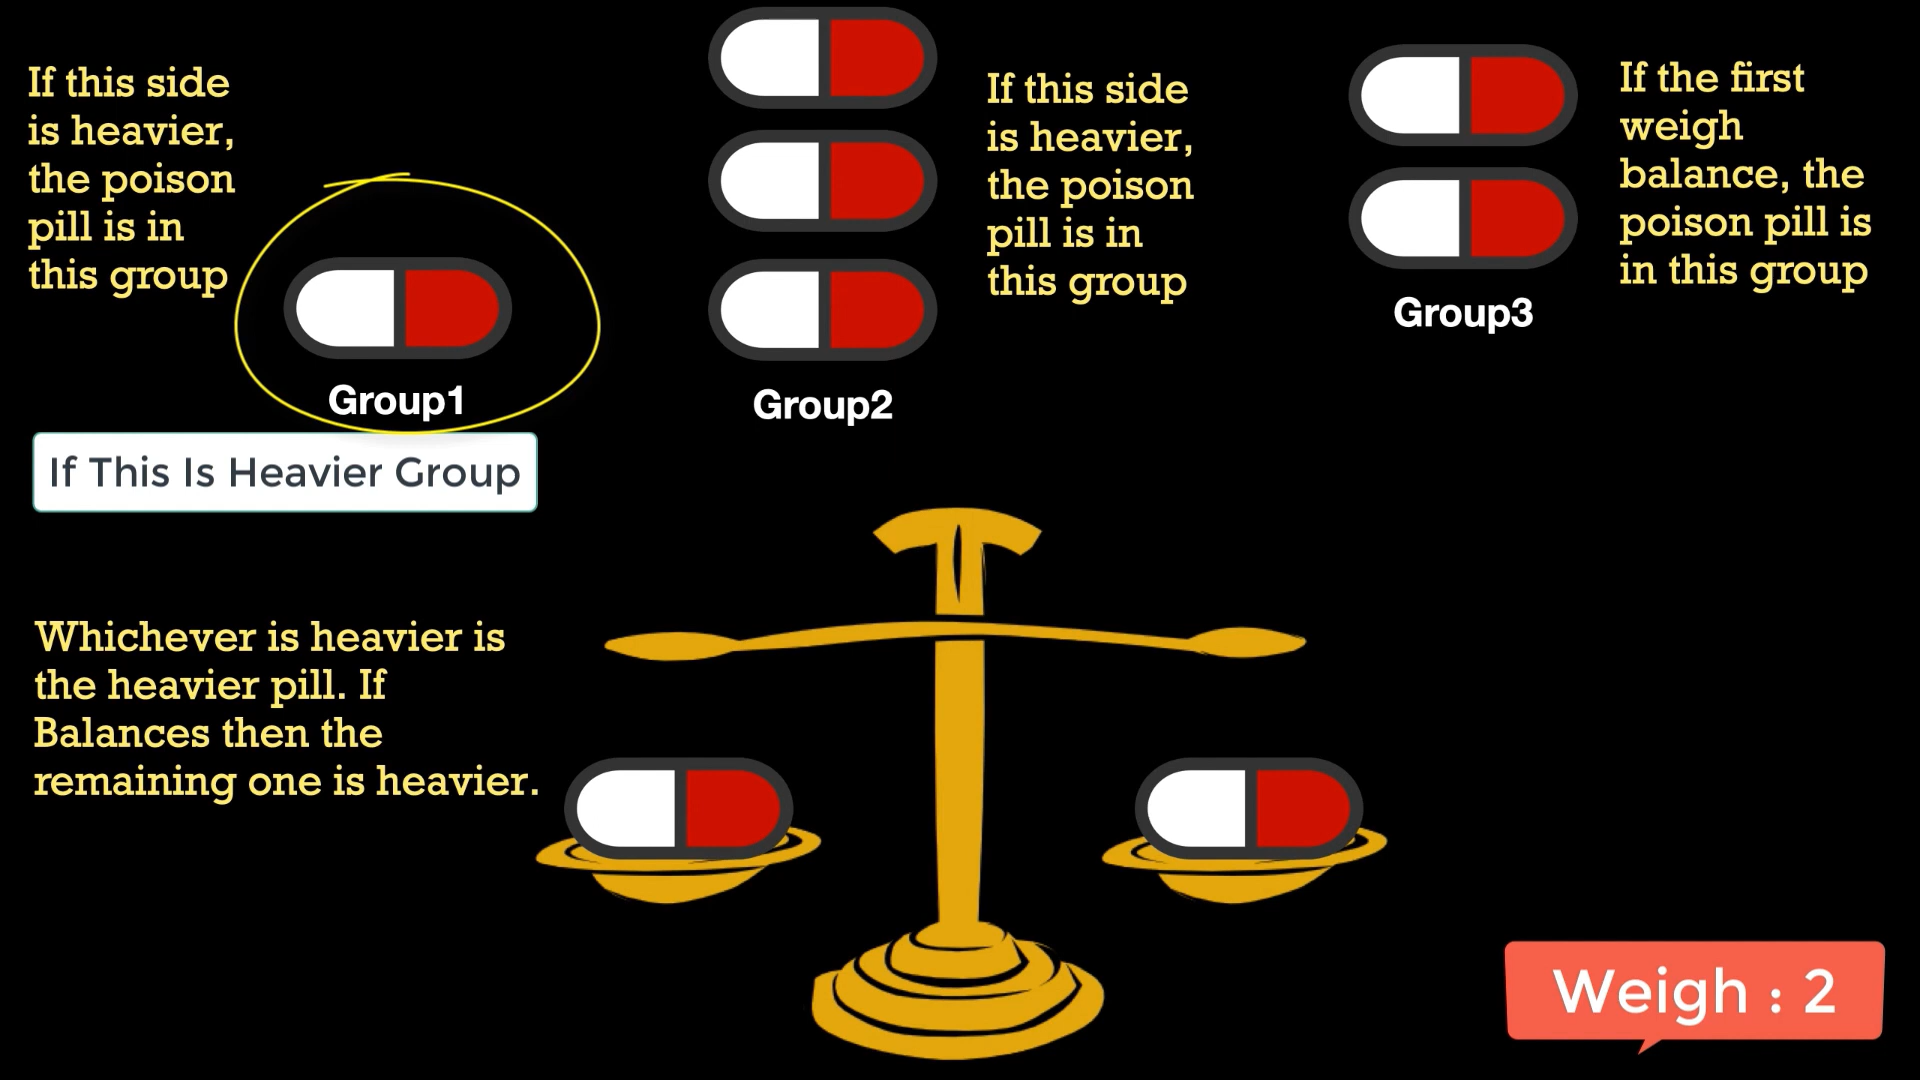 If this side
is heavier,
the poison
pill is in
this group
Group1
If This Is Heavier Group
Group2
If this side
is heavier,
the poison
pill is in
this group
Group3
If the first
weigh
balance, the
poison pill is
in this group
Whichever is heavier is
the heavier pill. If
Balances then the
remaining one is heavier.
Weigh : 2